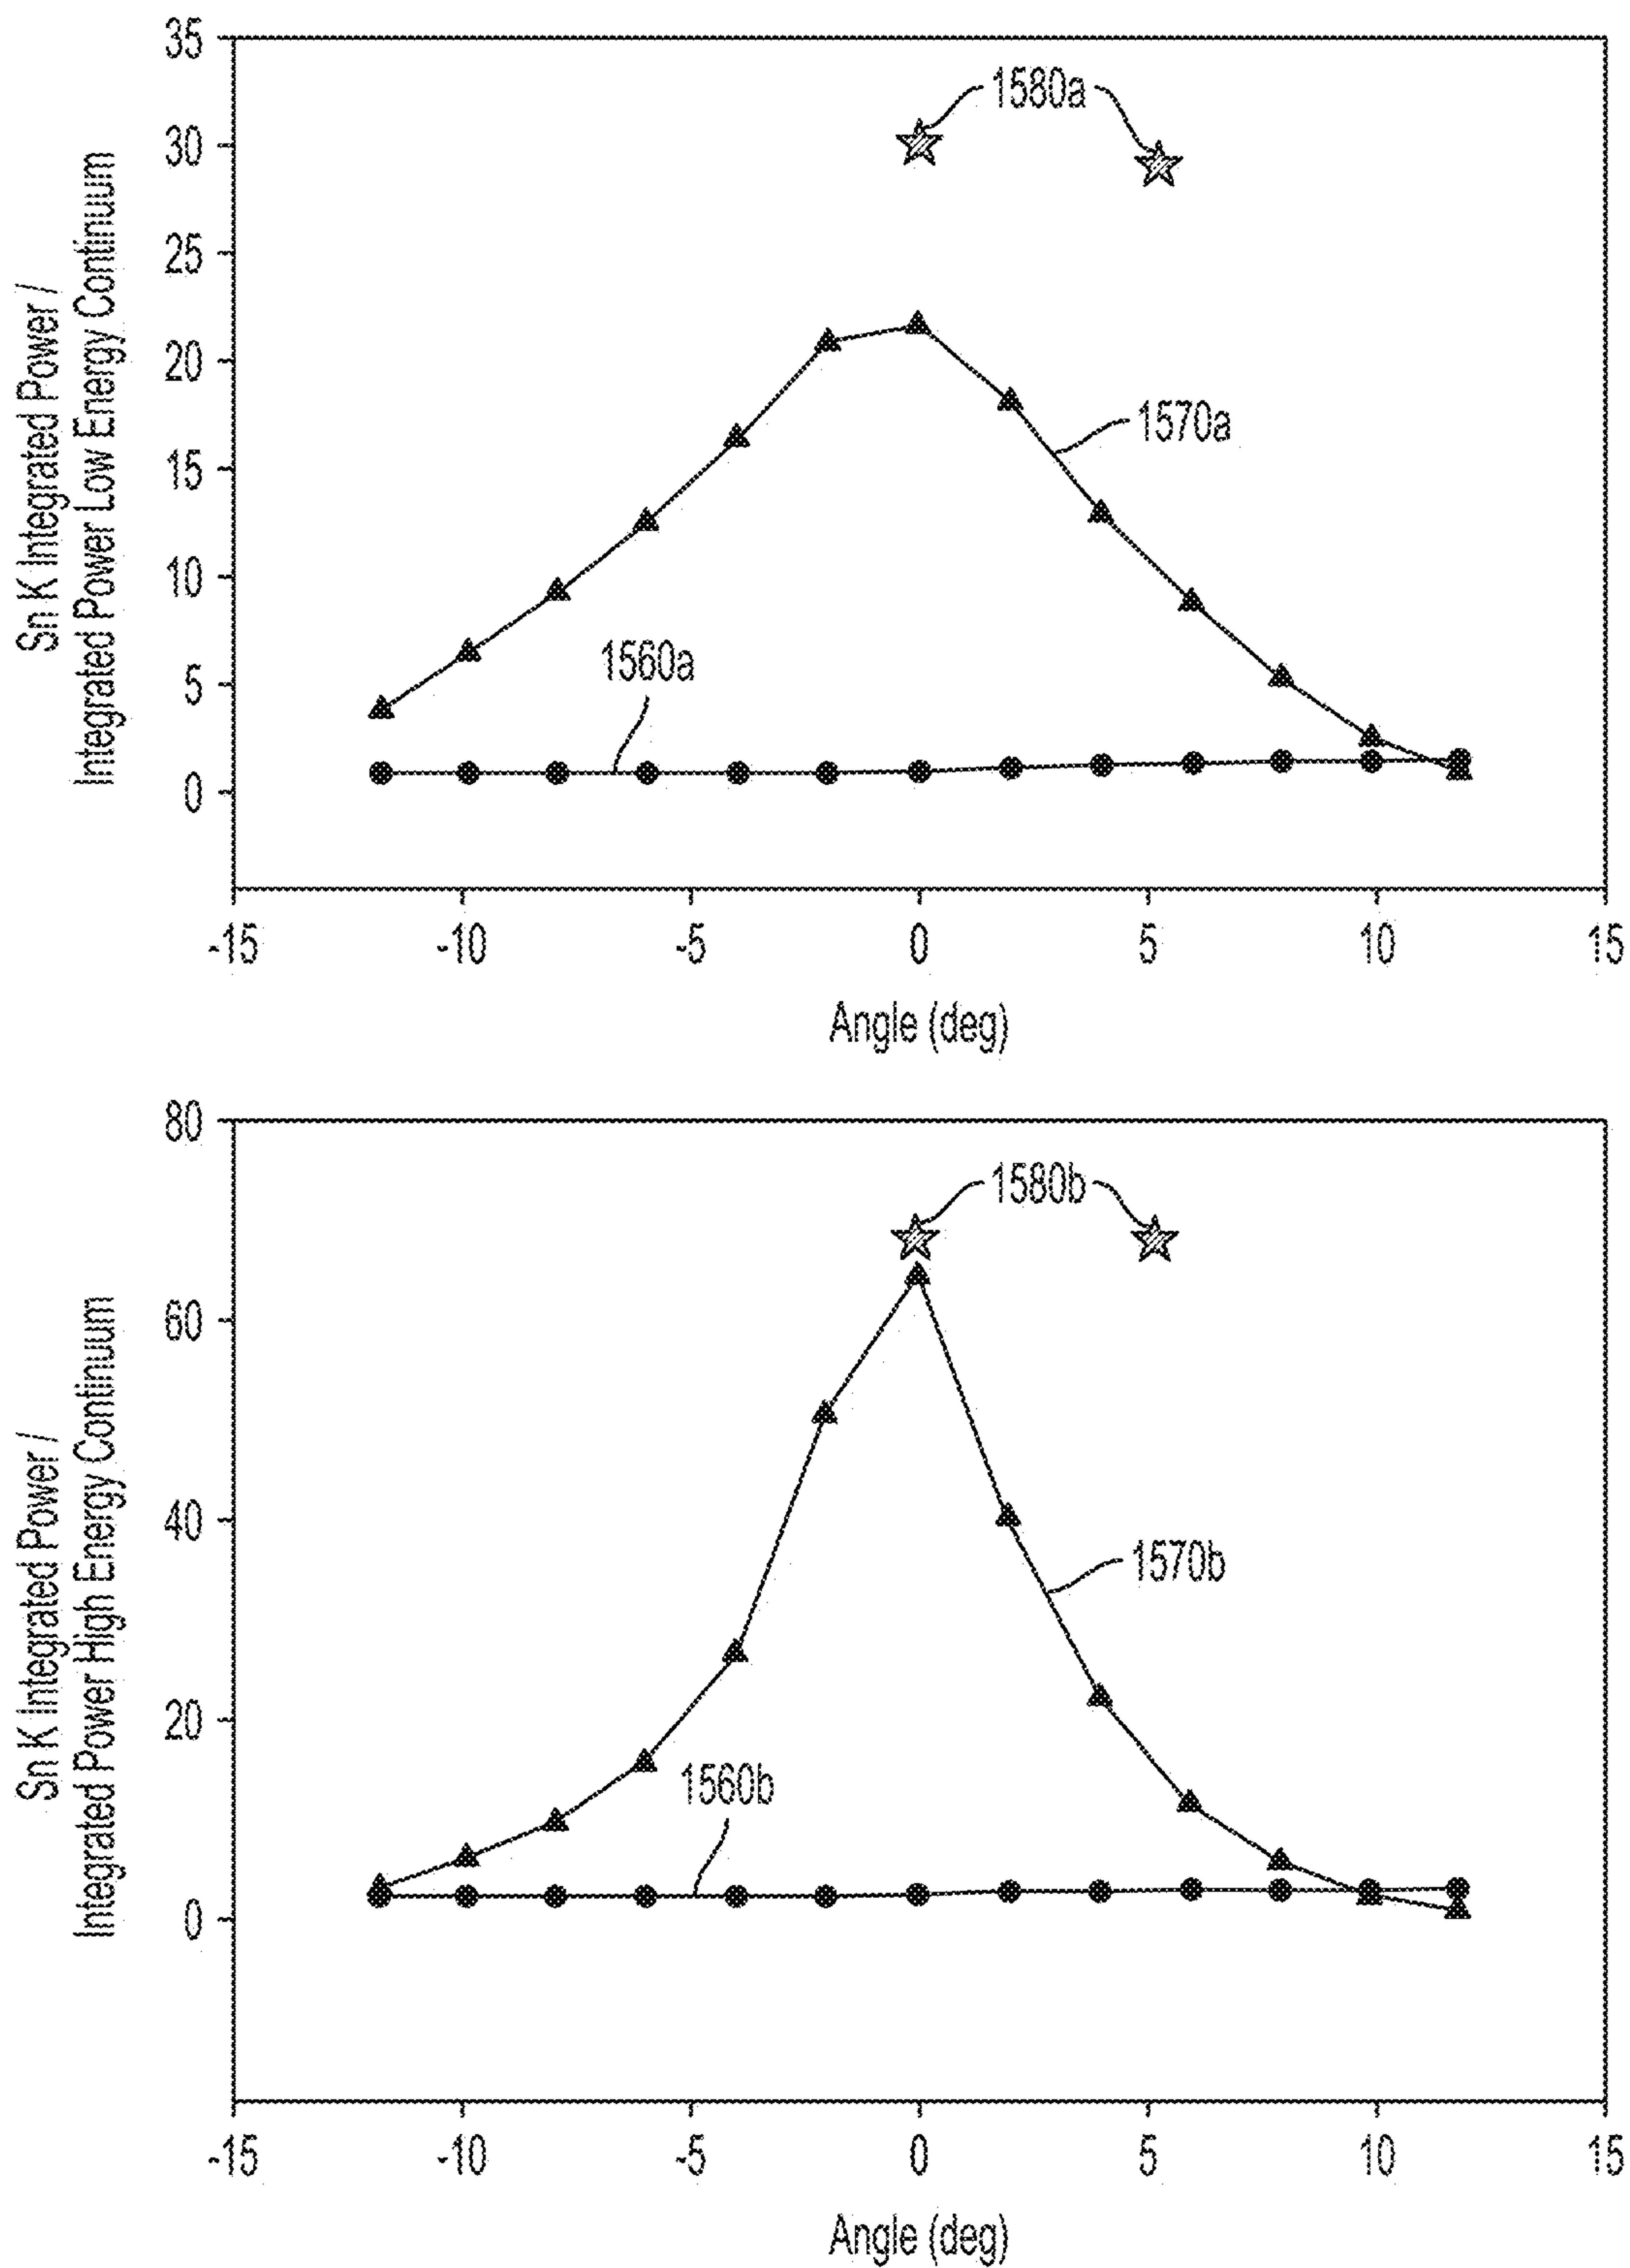 Sn K Integrated Power /
Integrated Power Low Energy Continuum
35
30
25
20
15
10
5
0
1580a
1570a
1560a
-15
-10
-5
0
5
10
15
Angle (deg)
Sn K Integrated Power /
Integrated Power High Energy Continuum
80
60
40
20
0
1580b
1570b
1560b
-15
-10
-5
0
5
10
15
Angle (deg)